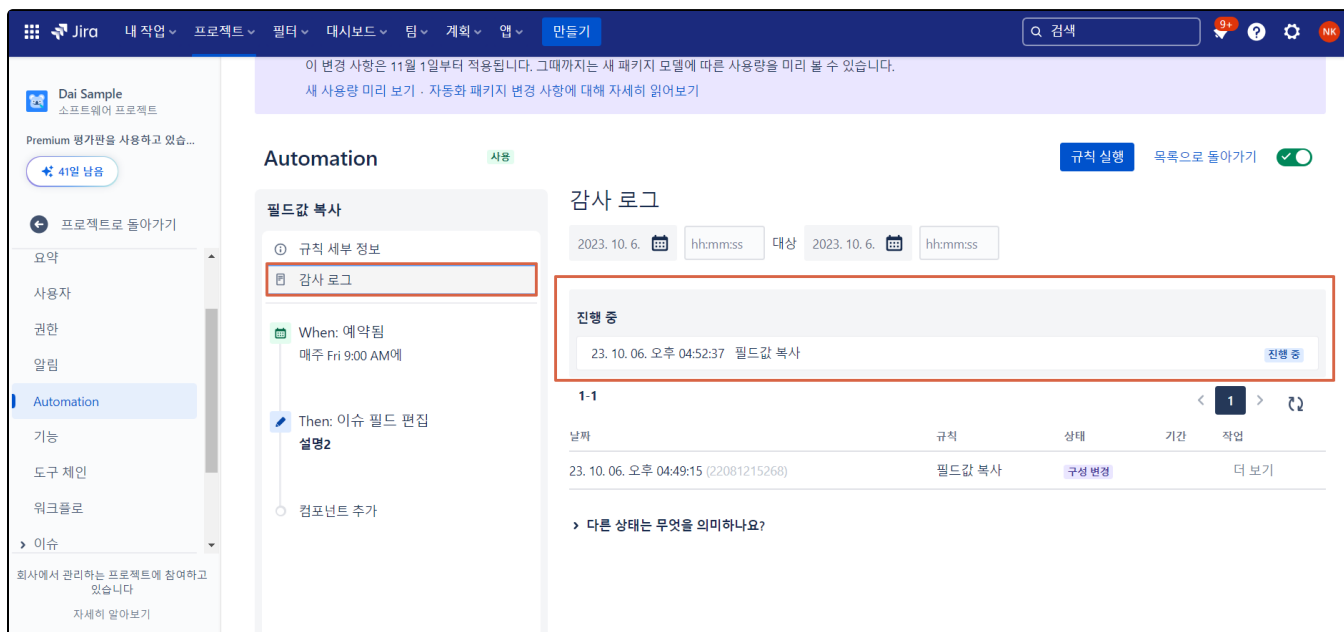 Jira 내 작업 프로젝트 필터 대시보드 팀 계획 앱 만들기 검색 9+ NK
이 변경 사항은 11월 1일부터 적용됩니다. 그때까지는 새 패키지 모델에 따른 사용량을 미리 볼 수 있습니다.
새 사용량 미리 보기 · 자동화 패키지 변경 사항에 대해 자세히 읽어보기
Dai Sample
소프트웨어 프로젝트
Premium 평가판을 사용하고 있습...
41일 남음
프로젝트로 돌아가기
요약
사용자
권한
알림
Automation
기능
도구 체인
워크플로
이슈
회사에서 관리하는 프로젝트에 참여하고
있습니다
자세히 알아보기
Automation 사용 규칙 실행 목록으로 돌아가기
필드값 복사
규칙 세부 정보
감사 로그
When: 예약됨
매주 Fri 9:00 AM에
Then: 이슈 필드 편집
설명2
컴포넌트 추가
감사 로그
2023. 10. 6. hh:mm:ss 대상 2023. 10. 6. hh:mm:ss
진행 중
23. 10. 06. 오후 04:52:37 필드값 복사 진행 중
1-1
1
날짜 규칙 상태 기간 작업
23. 10. 06. 오후 04:49:15 (22081215268) 필드값 복사 구성 변경 더 보기
다른 상태는 무엇을 의미하나요?